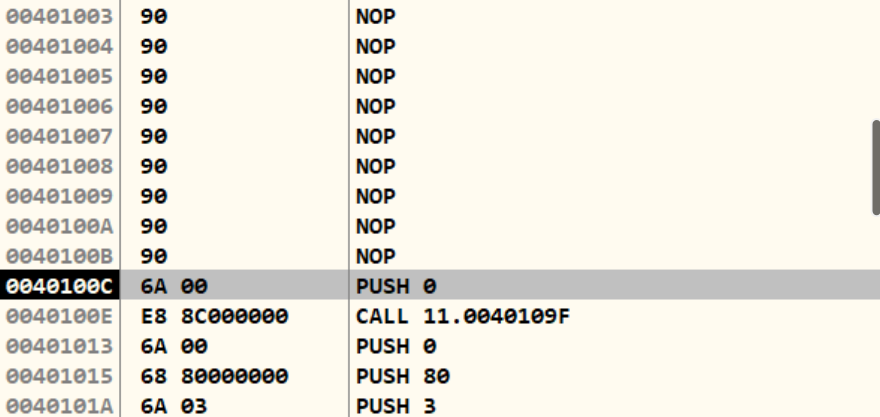 00401003 90 NOP
00401004 90 NOP
00401005 90 NOP
00401006 90 NOP
00401007 90 NOP
00401008 90 NOP
00401009 90 NOP
0040100A 90 NOP
0040100B 90 NOP
0040100C 6A 00 PUSH 0
0040100E E8 8C000000 CALL 11.0040109F
00401013 6A 00 PUSH 0
00401015 68 80000000 PUSH 80
0040101A 6A 03 PUSH 3